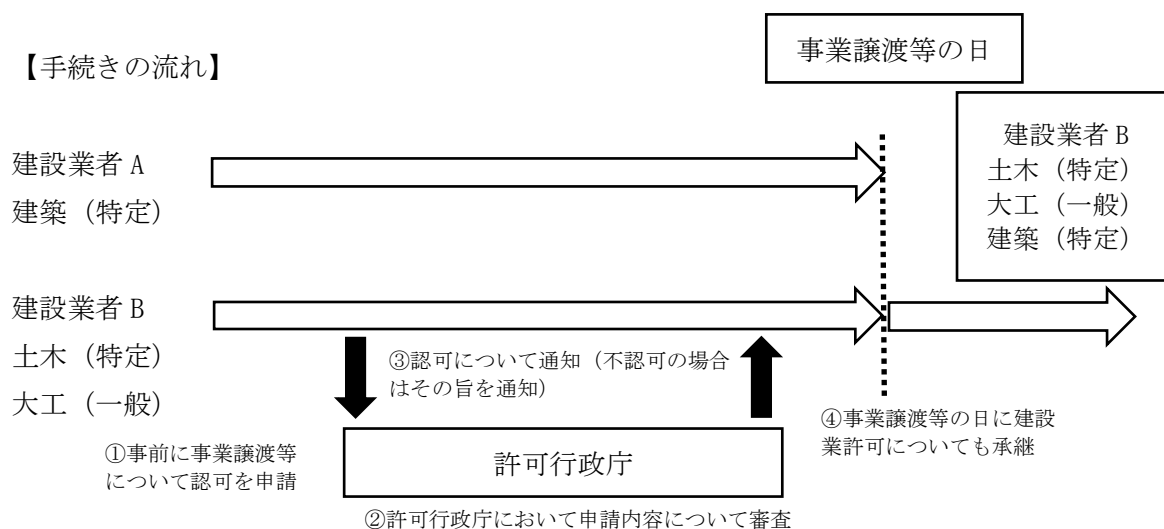 事業譲渡等の日
【手続きの流れ】
建設業者 B
土木（特定）
大工（一般）
建築（特定）
建設業者 A
建築（特定）
建設業者 B
土木（特定）
大工（一般）
③認可について通知（不認可の場合
はその旨を通知）
④事業譲渡等の日に建設
業許可についても承継
①事前に事業譲渡等
について認可を申請
許可行政庁
②許可行政庁において申請内容について審査